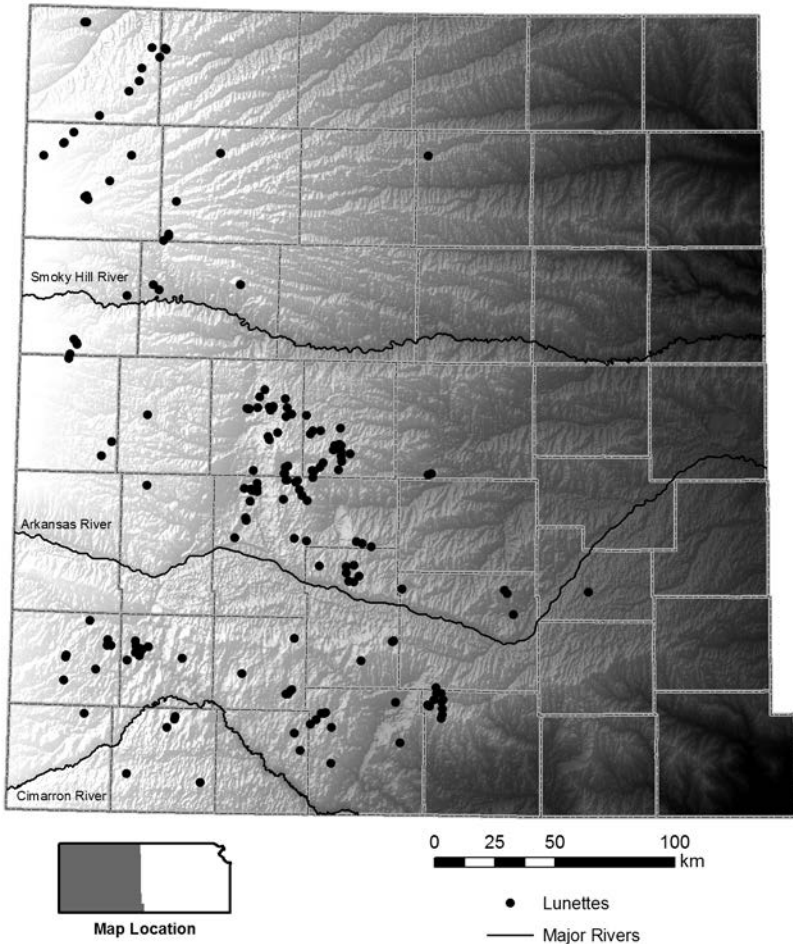 Smoky Hill River
Arkansas River
Cimarron River
0 25 50 100
km
Map Location
Lunettes
Major Rivers